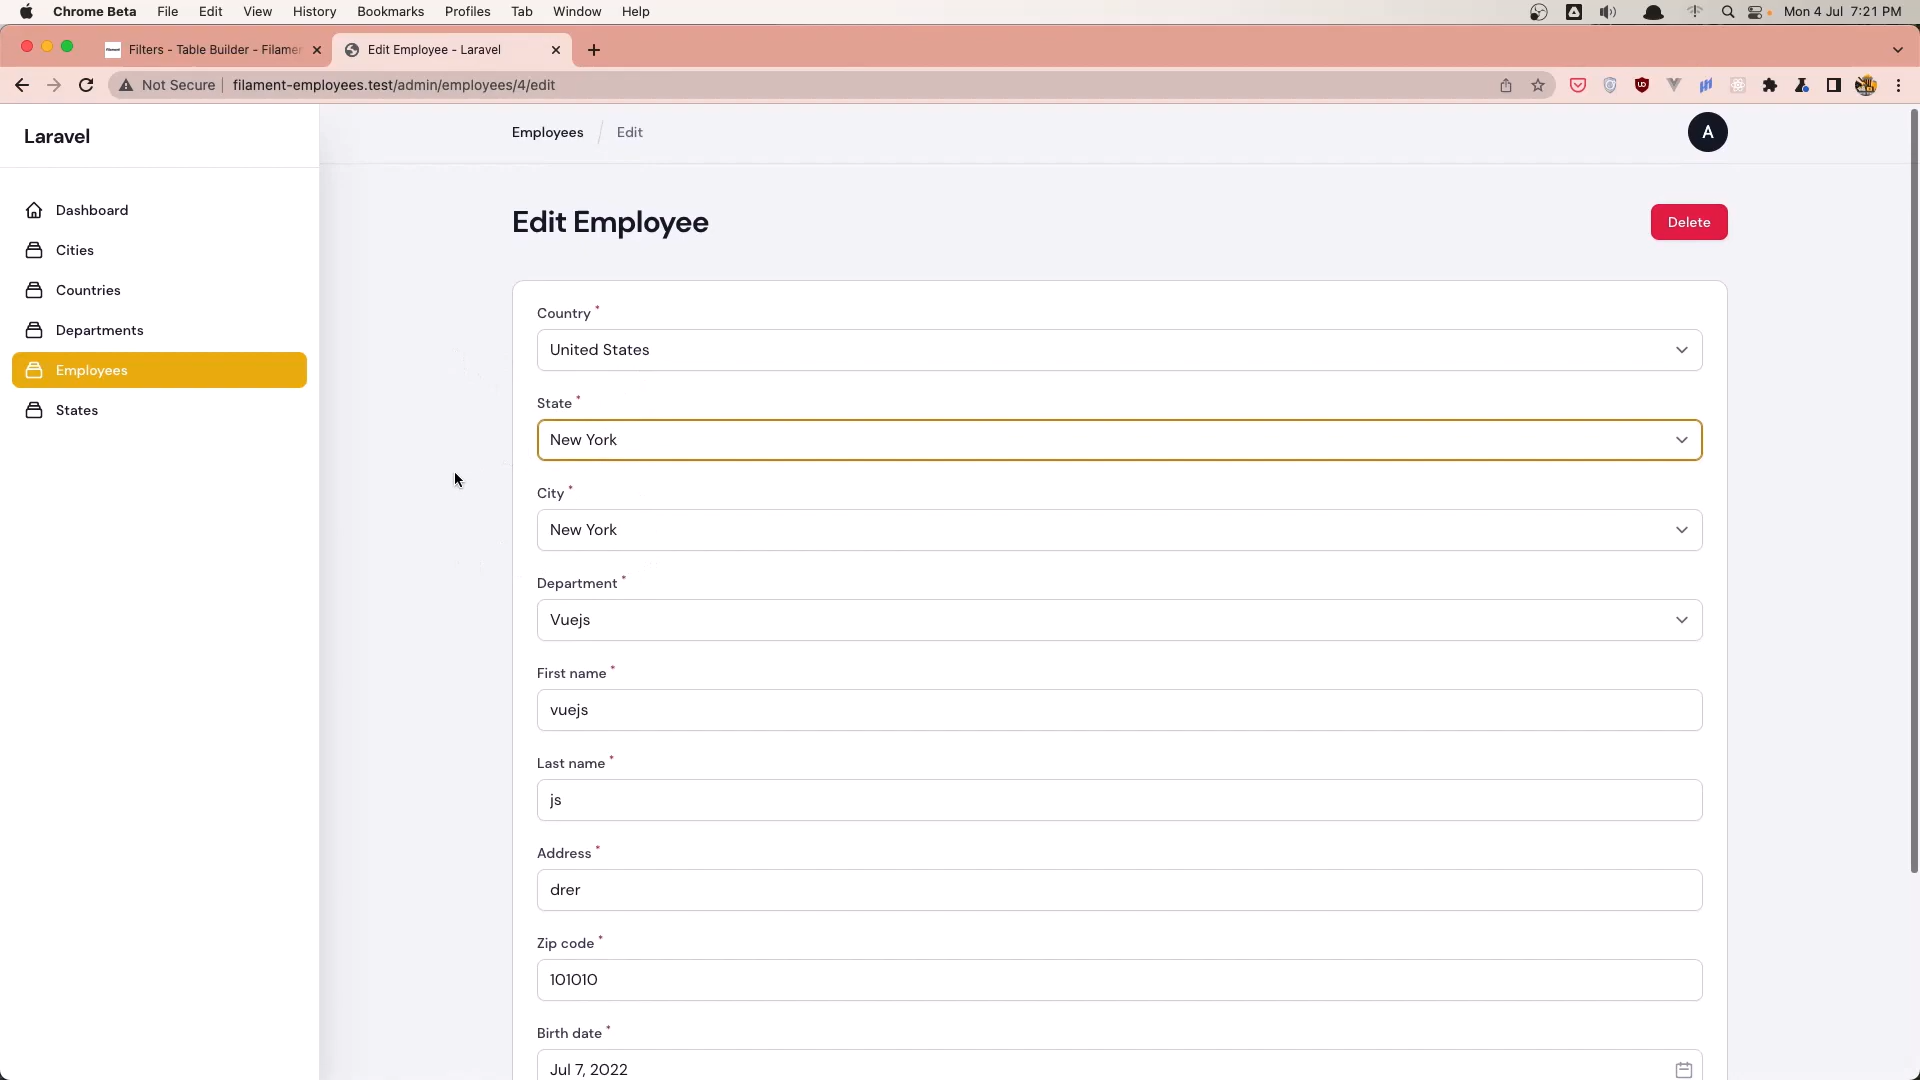 Chrome Beta File Edit View History Bookmarks Profiles Tab Window Help Mon 4 Jul 7:21 PM
Filters - Table Builder - Filamen Edit Employee - Laravel
Not Secure filament-employees.test/admin/employees/4/edit
Laravel
Employees / Edit
A
Dashboard
Cities
Countries
Departments
Employees
States
Edit Employee
Delete
Country *
United States
State *
New York
City *
New York
Department *
Vuejs
First name *
vuejs
Last name *
js
Address *
drer
Zip code *
101010
Birth date *
Jul 7, 2022